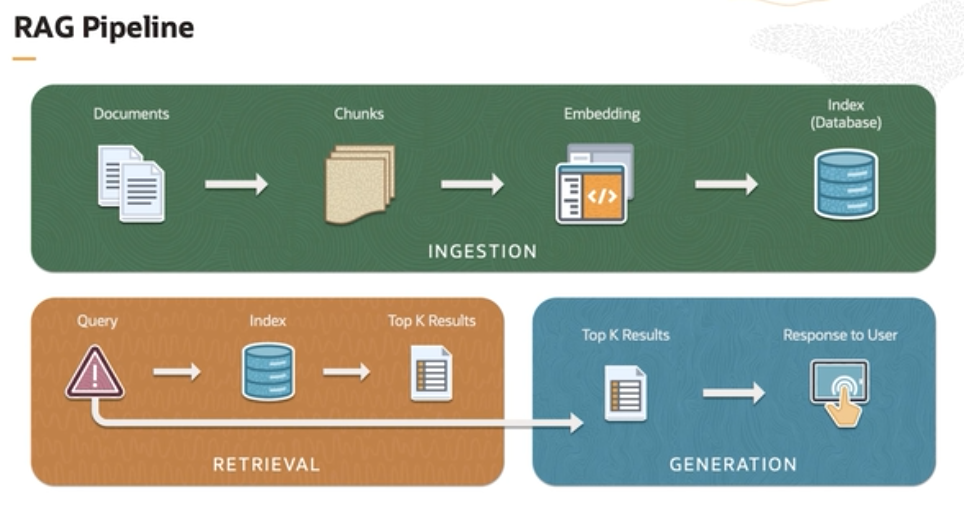 RAG Pipeline
Documents
Chunks
Embedding
Index
(Database)
</>
INGESTION
Query
Index
Top K Results
!
RETRIEVAL
Top K Results
Response to User
GENERATION